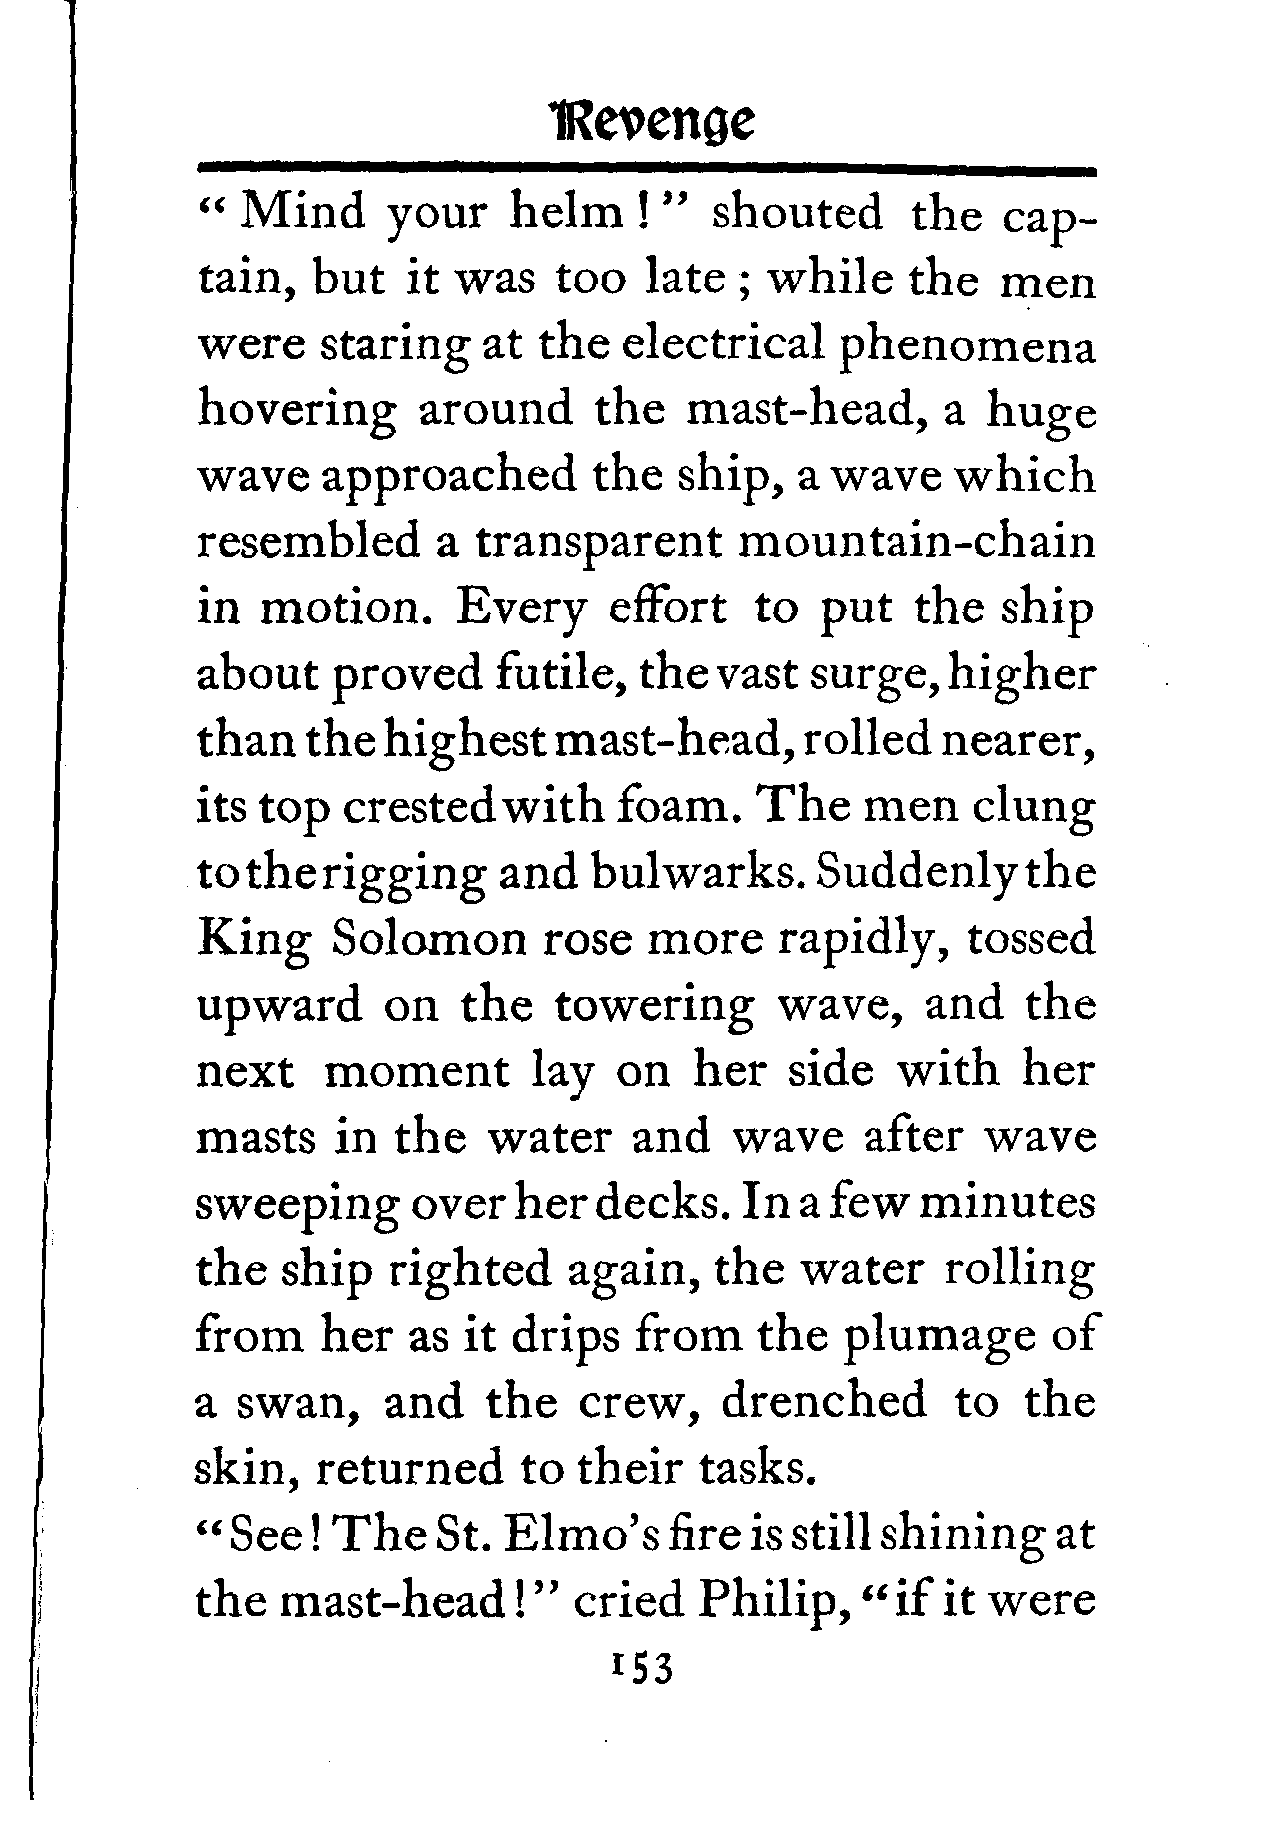 Revenge
“ Mind your helm ! ” shouted the cap-
tain, but it was too late ; while the men
were staring at the electrical phenomena
hovering around the mast-head, a huge
wave approached the ship, a wave which
resembled a transparent mountain-chain
in motion. Every effort to put the ship
about proved futile, the vast surge, higher
than the highest mast-head, rolled nearer,
its top crested with foam. The men clung
to the rigging and bulwarks. Suddenly the
King Solomon rose more rapidly, tossed
upward on the towering wave, and the
next moment lay on her side with her
masts in the water and wave after wave
sweeping over her decks. In a few minutes
the ship righted again, the water rolling
from her as it drips from the plumage of
a swan, and the crew, drenched to the
skin, returned to their tasks.
“See! The St. Elmo’s fire is still shining at
the mast-head!” cried Philip, “if it were
153